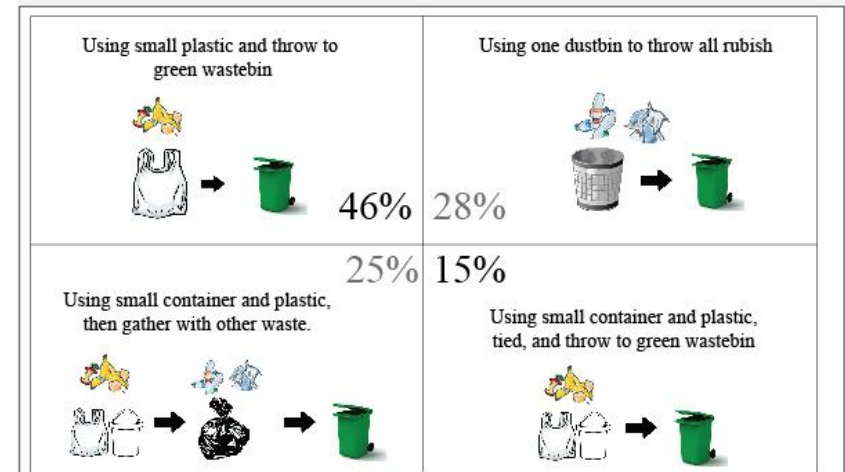 Using small plastic and throw to
green wastebin
Using one dustbin to throw all rubish
46%
28%
25%
15%
Using small container and plastic,
then gather with other waste.
Using small container and plastic,
tied, and throw to green wastebin